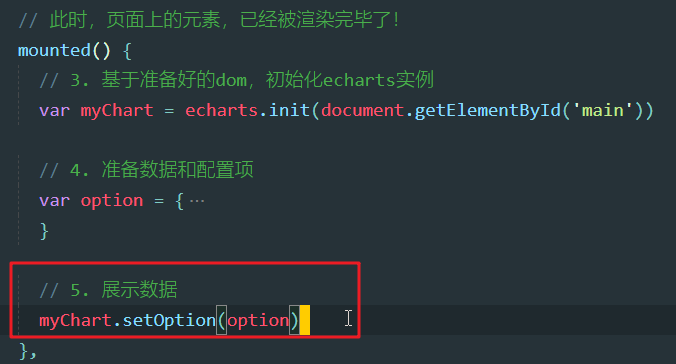 // 此时，页面上的元素，已经被渲染完毕了！
mounted() {
// 3. 基于准备好的dom，初始化echarts实例
var myChart = echarts.init(document.getElementById('main'))
// 4. 准备数据和配置项
var option = {…
}
// 5. 展示数据
myChart.setOption(option)
},